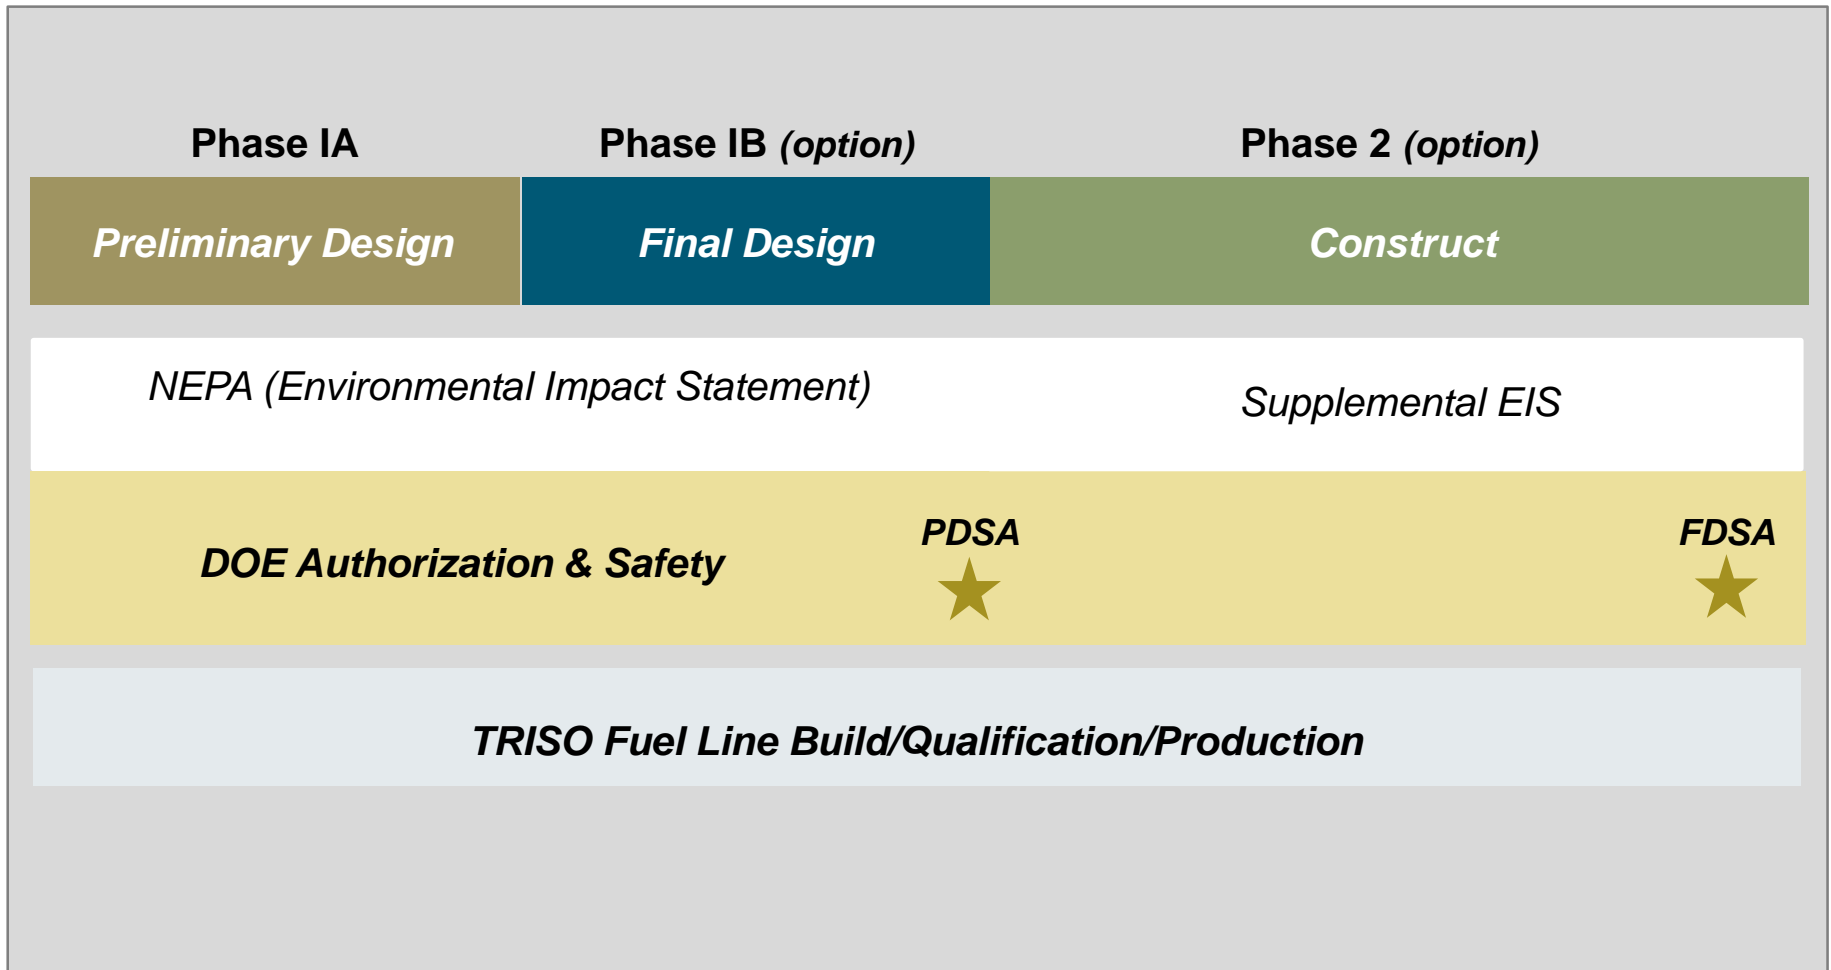 Phase IA
Phase IB (option)
Phase 2 (option)
Preliminary Design
Final Design
Construct
NEPA (Environmental Impact Statement)
Supplemental EIS
DOE Authorization & Safety
PDSA
FDSA
TRISO Fuel Line Build/Qualification/Production